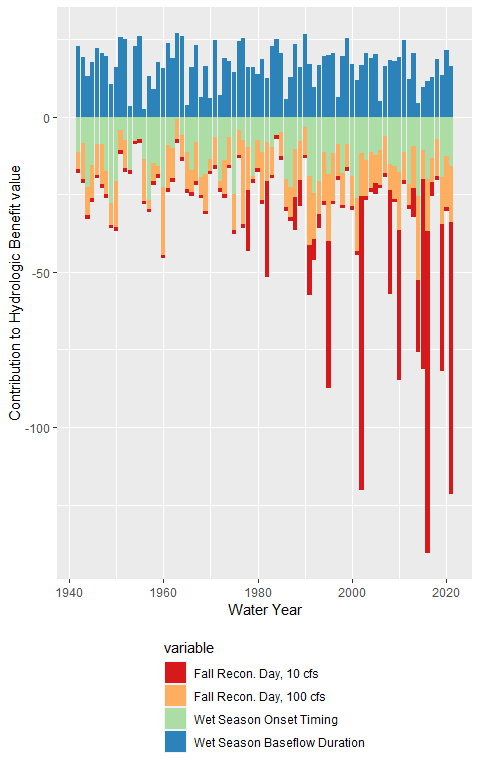 Contribution to Hydrologic Benefit value
0
-50
-100
1940 1960 1980 2000 2020
Water Year
variable
Fall Recon. Day, 10 cfs
Fall Recon. Day, 100 cfs
Wet Season Onset Timing
Wet Season Baseflow Duration